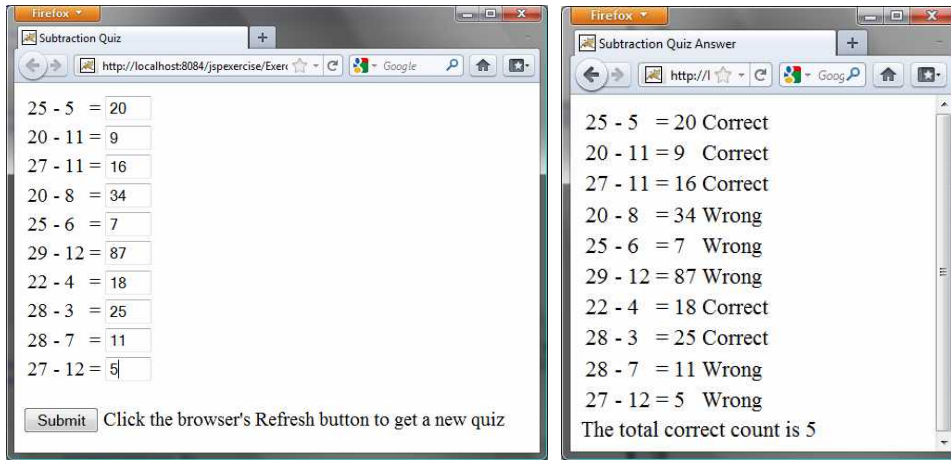 Firefox
Subtraction Quiz
http://localhost:8084/jspexercise/Exerc
Google
25 - 5 = 20
20 - 11 = 9
27 - 11 = 16
20 - 8 = 34
25 - 6 = 7
29 - 12 = 87
22 - 4 = 18
28 - 3 = 25
28 - 7 = 11
27 - 12 = 5
Submit Click the browser's Refresh button to get a new quiz
Firefox
Subtraction Quiz Answer
http://l
Goog
25 - 5 = 20 Correct
20 - 11 = 9 Correct
27 - 11 = 16 Correct
20 - 8 = 34 Wrong
25 - 6 = 7 Wrong
29 - 12 = 87 Wrong
22 - 4 = 18 Correct
28 - 3 = 25 Correct
28 - 7 = 11 Wrong
27 - 12 = 5 Wrong
The total correct count is 5